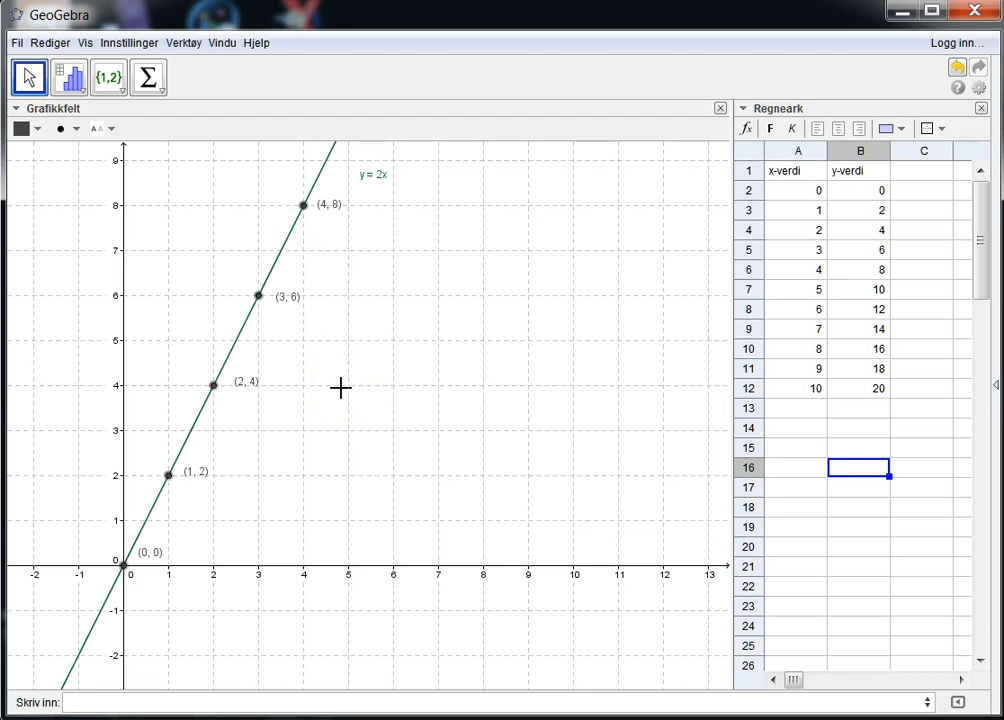 GeoGebra
Fil Rediger Vis Innstillinger Verktøy Vindu Hjelp
Logg inn...
{1,2} Σ
Grafikkfelt
Regneark
A A
fx F K
A B C
y = 2x
(4, 8)
(3, 6)
(2, 4)
(1, 2)
(0, 0)
9
8
7
6
5
4
3
2
1
0
-1
-2
-2 -1 0 1 2 3 4 5 6 7 8 9 10 11 12 13
1 x-verdi y-verdi
2 0 0
3 1 2
4 2 4
5 3 6
6 4 8
7 5 10
8 6 12
9 7 14
10 8 16
11 9 18
12 10 20
13
14
15
16
17
18
19
20
21
22
23
24
25
26
Skriv inn: